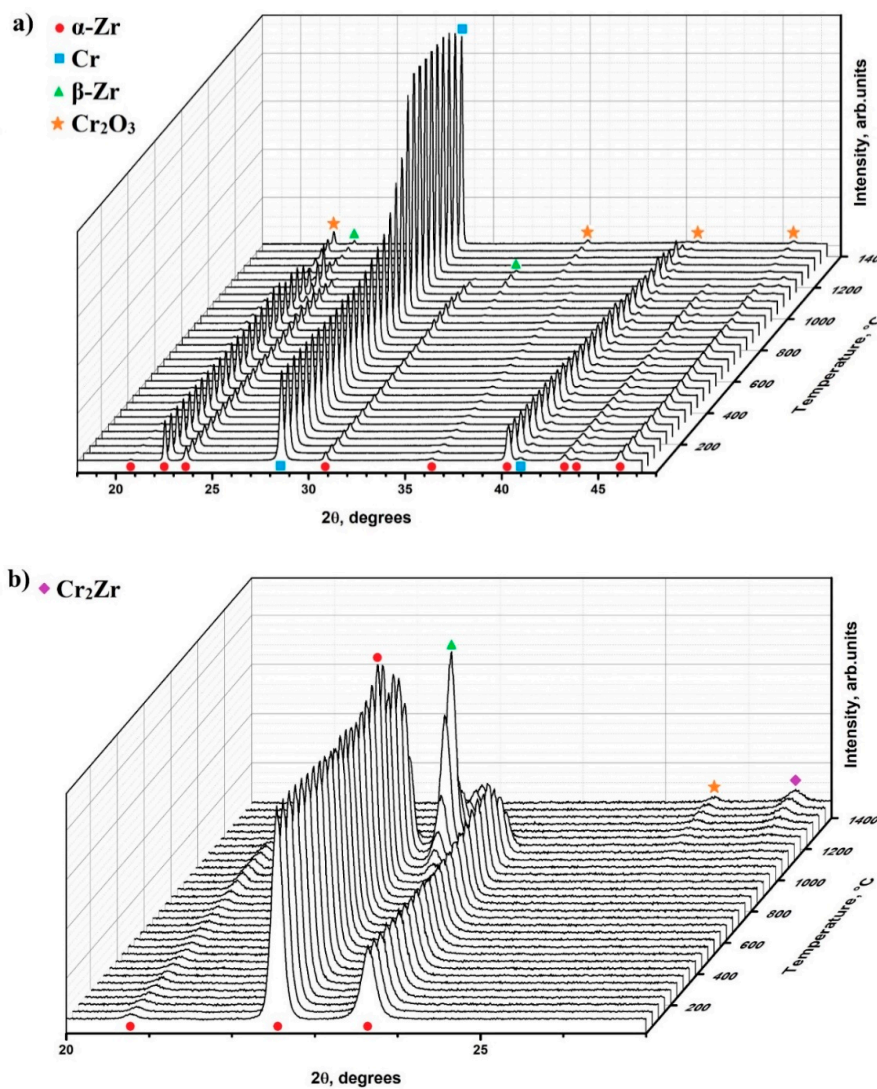 a)
α-Zr
Cr
β-Zr
Cr₂O₃
Intensity, arb.units
1400
1200
1000
800
600
400
200
Temperature, °C
20 25 30 35 40 45
2θ, degrees
b)
Cr₂Zr
Intensity, arb.units
1400
1200
1000
800
600
400
200
Temperature, °C
20 25
2θ, degrees